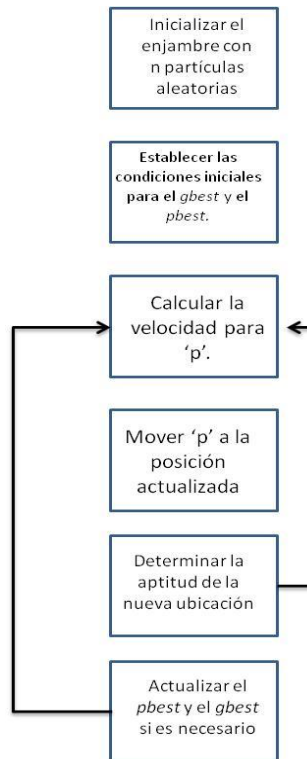 Inicializar el
enjambre con
n partículas
aleatorias
Establecer las
condiciones iniciales
para el gbest y el
pbest.
Calcular la
velocidad para
‘p’.
Mover ‘p’ a la
posición
actualizada
Determinar la
aptitud de la
nueva ubicación
Actualizar el
pbest y el gbest
si es necesario